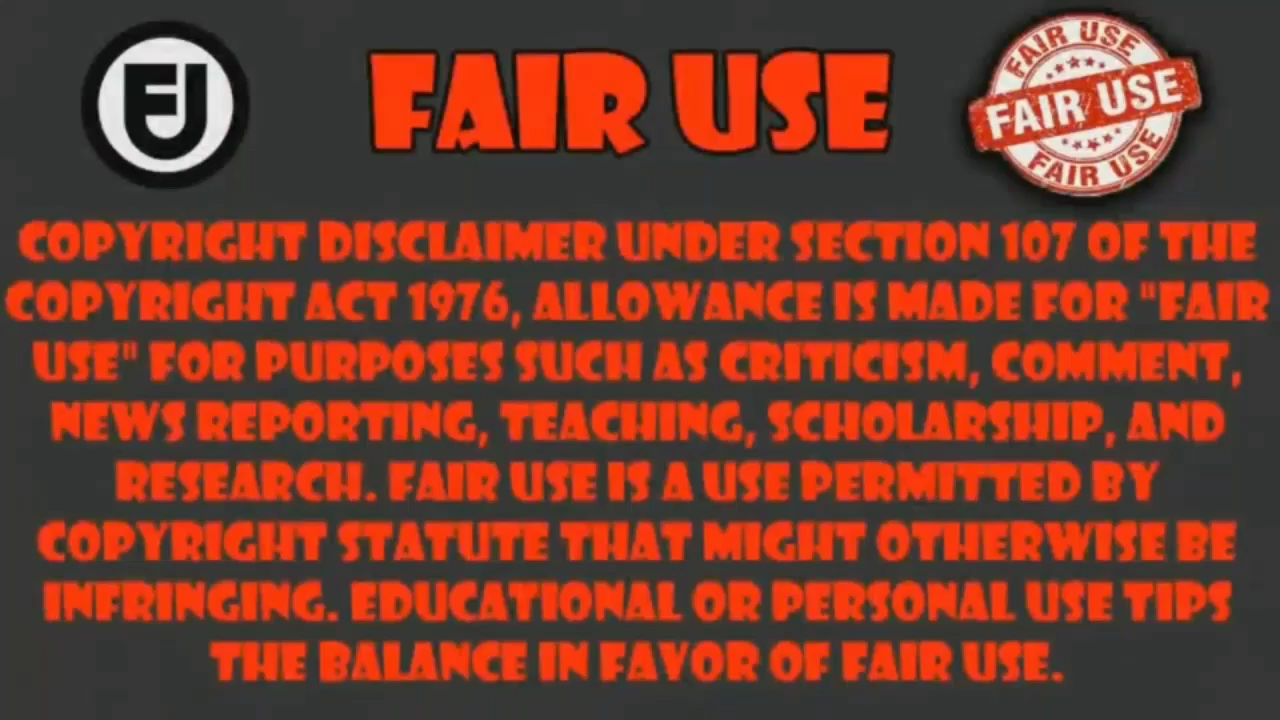 FU
FAIR USE
FAIR USE
FAIR USE
FAIR USE
COPYRIGHT DISCLAIMER UNDER SECTION 107 OF THE
COPYRIGHT ACT 1976, ALLOWANCE IS MADE FOR "FAIR
USE" FOR PURPOSES SUCH AS CRITICISM, COMMENT,
NEWS REPORTING, TEACHING, SCHOLARSHIP, AND
RESEARCH. FAIR USE IS A USE PERMITTED BY
COPYRIGHT STATUTE THAT MIGHT OTHERWISE BE
INFRINGING. EDUCATIONAL OR PERSONAL USE TIPS
THE BALANCE IN FAVOR OF FAIR USE.